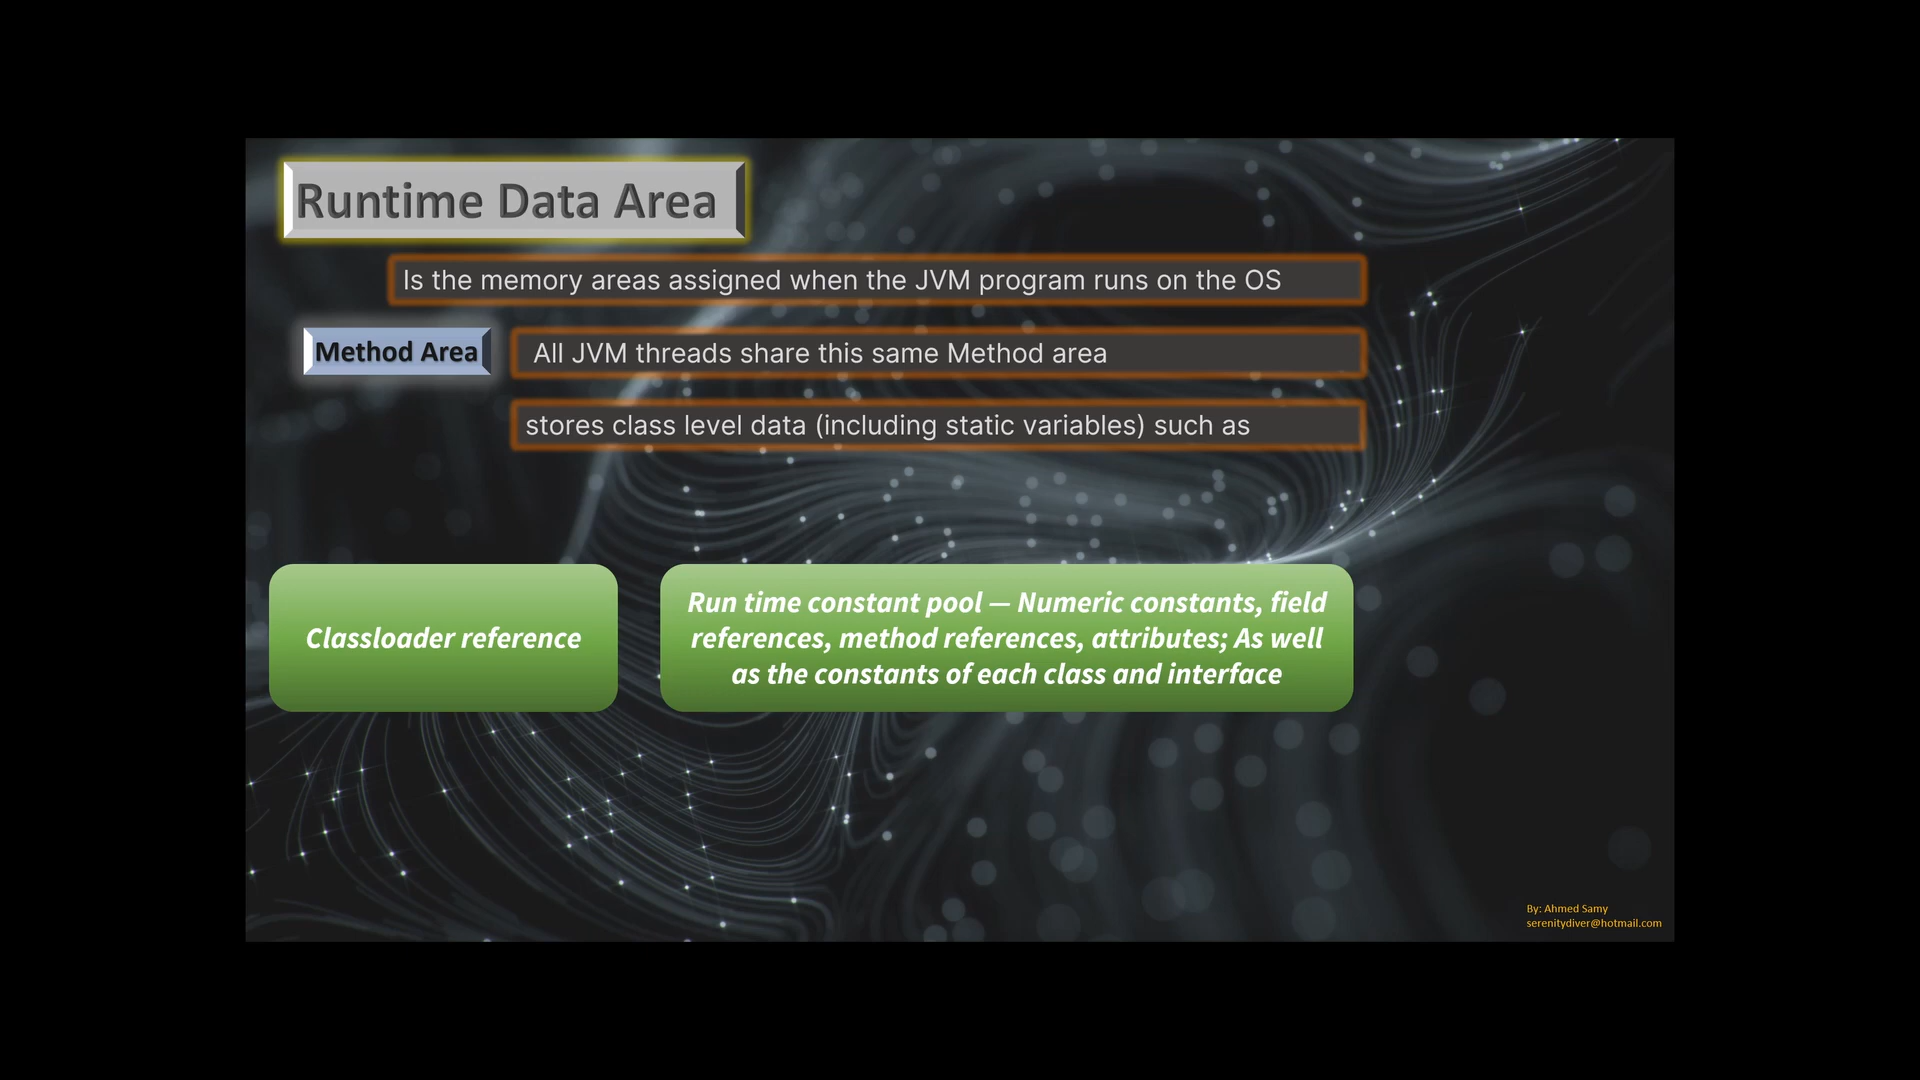 Runtime Data Area
Is the memory areas assigned when the JVM program runs on the OS
Method Area
All JVM threads share this same Method area
stores class level data (including static variables) such as
Classloader reference
Run time constant pool — Numeric constants, field
references, method references, attributes; As well
as the constants of each class and interface
By: Ahmed Samy
serenitydiver@hotmail.com